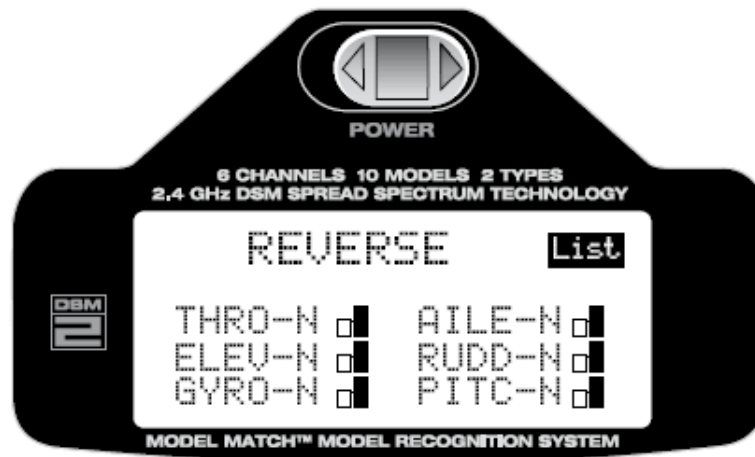 POWER
6 CHANNELS 10 MODELS 2 TYPES
2,4 GHz DSM SPREAD SPECTRUM TECHNOLOGY
REVERSE List
DSM
2
THRO-N AILE-N
ELEV-N RUDD-N
GYRO-N PITC-N
MODEL MATCH™ MODEL RECOGNITION SYSTEM